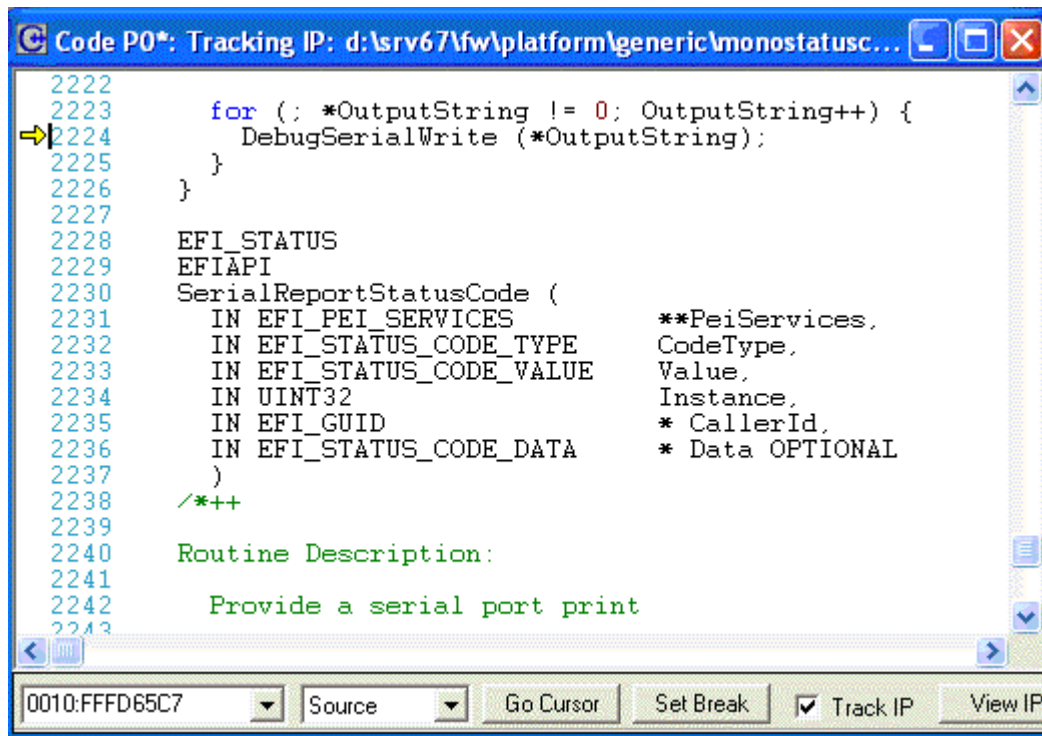 Code P0*: Tracking IP: d:\srv67\fw\platform\generic\monostatusc...
2222
2223 for (; *OutputString != 0; OutputString++) {
2224 DebugSerialWrite (*OutputString);
2225 }
2226 }
2227
2228 EFI_STATUS
2229 EFIAPI
2230 SerialReportStatusCode (
2231 IN EFI_PEI_SERVICES **PeiServices,
2232 IN EFI_STATUS_CODE_TYPE CodeType,
2233 IN EFI_STATUS_CODE_VALUE Value,
2234 IN UINT32 Instance,
2235 IN EFI_GUID * CallerId,
2236 IN EFI_STATUS_CODE_DATA * Data OPTIONAL
2237 )
2238 /*++
2239
2240 Routine Description:
2241
2242 Provide a serial port print
2243
0010:FFFD65C7 Source Go Cursor Set Break Track IP View IP